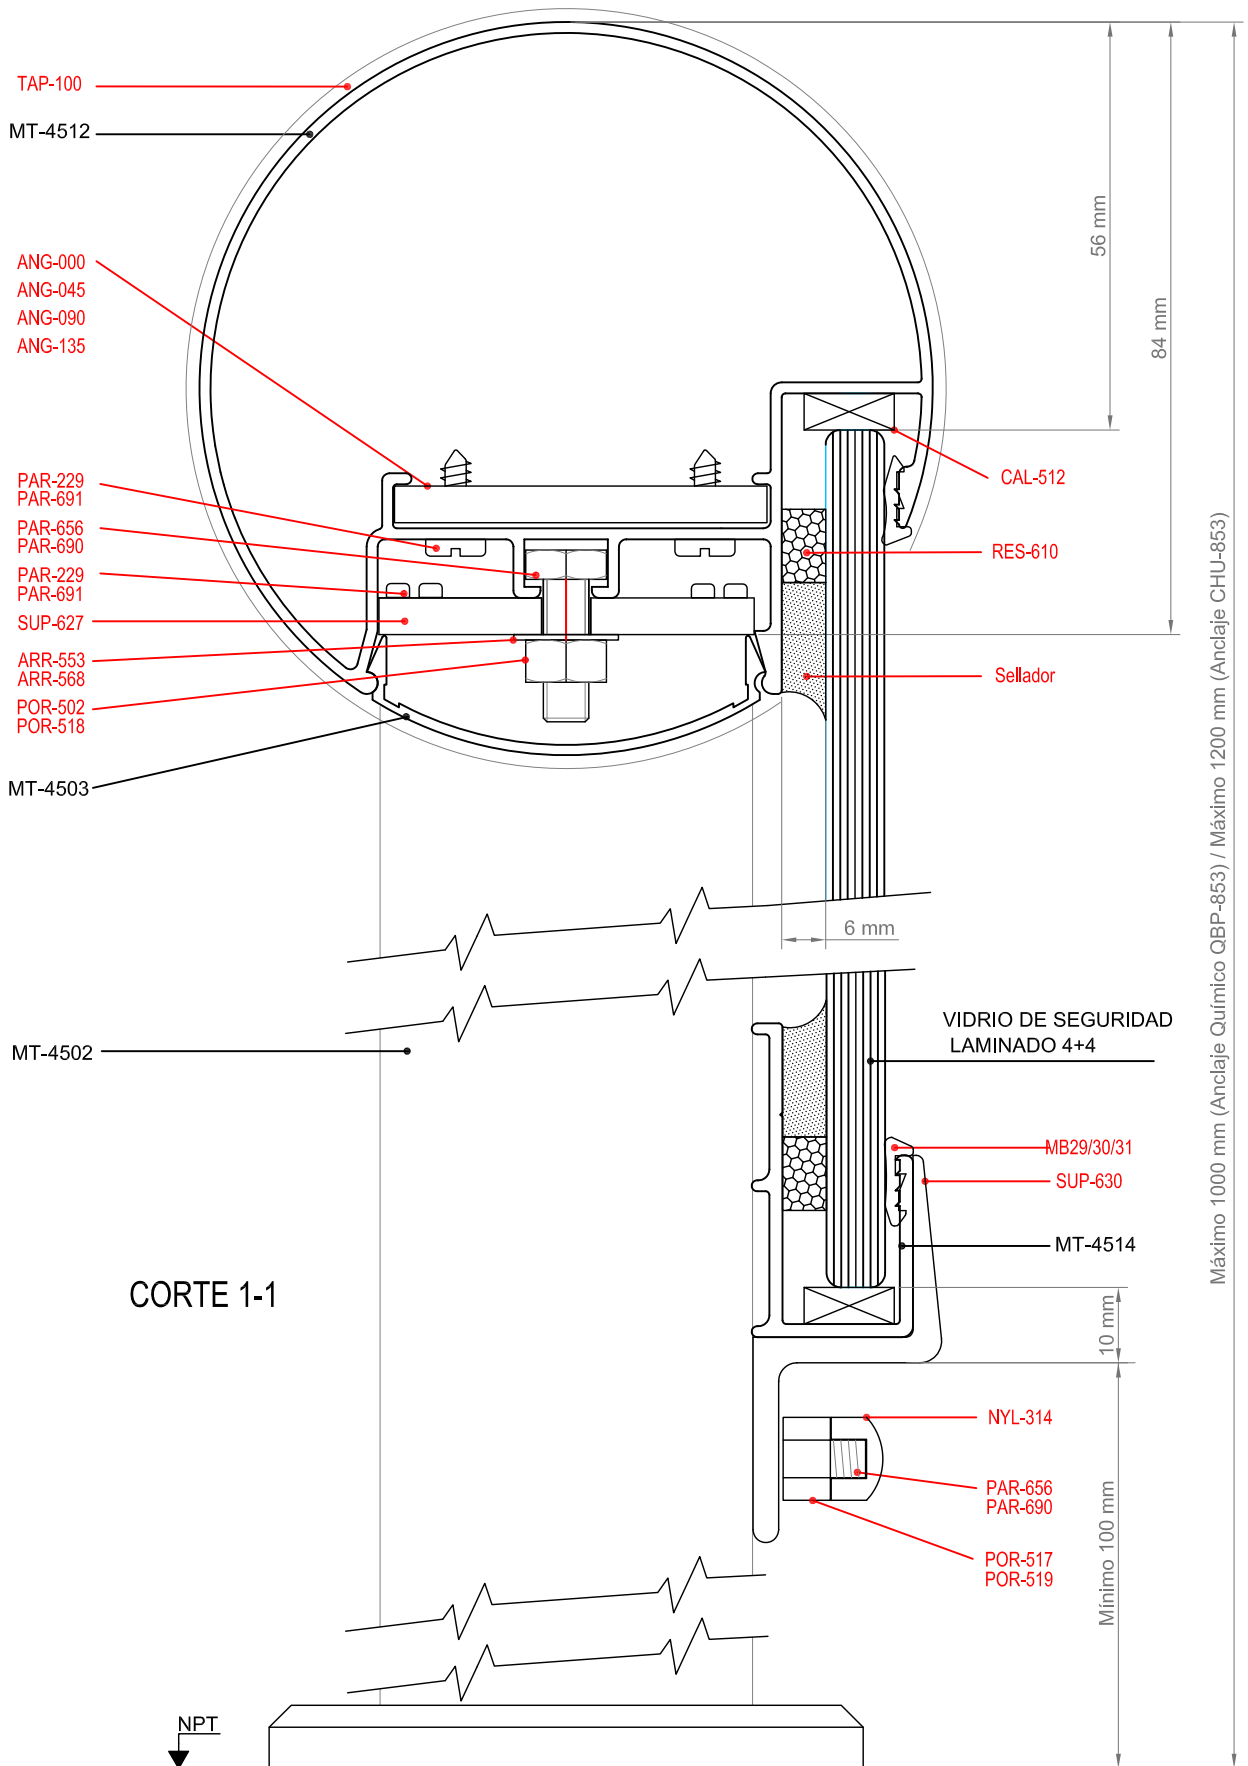 TAP-100
MT-4512
56 mm
84 mm
ANG-000
ANG-045
ANG-090
ANG-135
PAR-229
PAR-691
PAR-656
PAR-690
PAR-229
PAR-691
SUP-627
ARR-553
ARR-568
POR-502
POR-518
MT-4503
CAL-512
RES-610
Sellador
Máximo 1000 mm (Anclaje Químico QBP-853) / Máximo 1200 mm (Anclaje CHU-853)
6 mm
MT-4502
VIDRIO DE SEGURIDAD
LAMINADO 4+4
MB29/30/31
SUP-630
MT-4514
CORTE 1-1
10 mm
NYL-314
PAR-656
PAR-690
POR-517
POR-519
Mínimo 100 mm
NPT